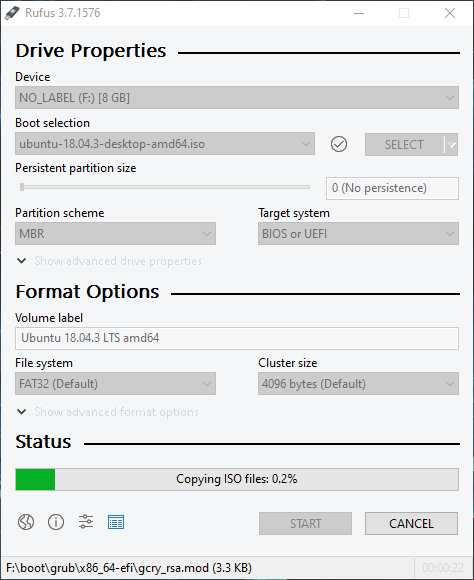 Rufus 3.7.1576
Drive Properties
Device
NO_LABEL (F:) [8 GB]
Boot selection
ubuntu-18.04.3-desktop-amd64.iso
SELECT
Persistent partition size
0 (No persistence)
Partition scheme
Target system
MBR
BIOS or UEFI
Show advanced drive properties
Format Options
Volume label
Ubuntu 18.04.3 LTS amd64
File system
Cluster size
FAT32 (Default)
4096 bytes (Default)
Show advanced format options
Status
Copying ISO files: 0.2%
START
CANCEL
F:\boot\grub\x86_64-efi\gcry_rsa.mod (3.3 KB)
00:00:22